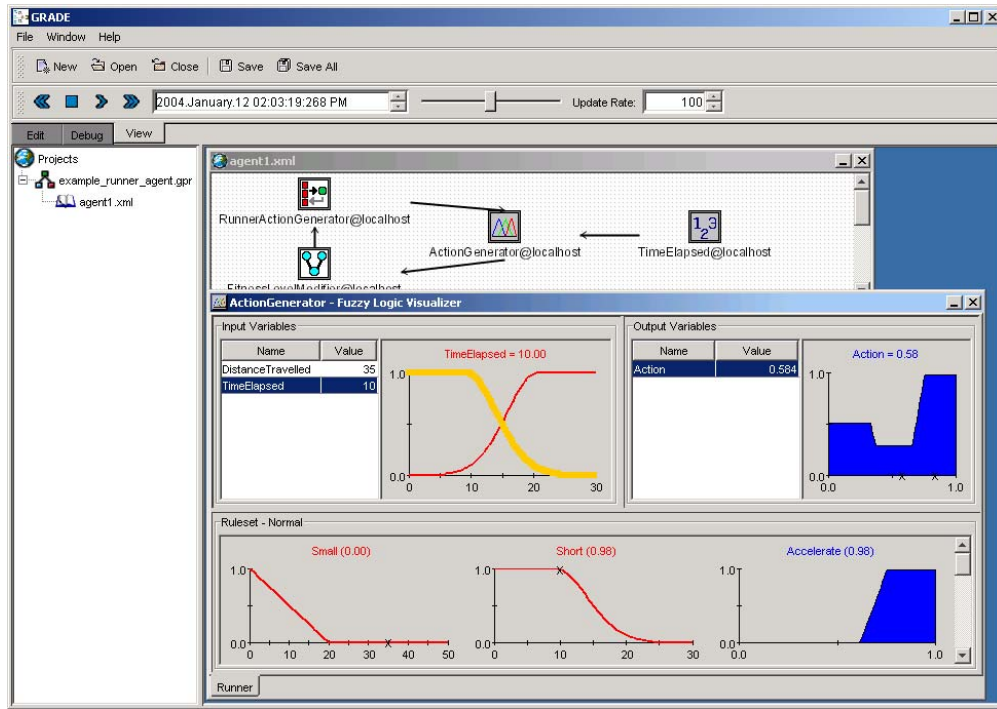 GRADE
File Window Help
New Open Close Save Save All
2004.January.12 02:03:19:268 PM Update Rate: 100
Edit Debug View
Projects
example_runner_agent.gpr
agent1.xml
agent1.xml
RunnerActionGenerator@localhost
ActionGenerator@localhost
TimeElapsed@localhost
FitnessLevelModifier@localhost
ActionGenerator - Fuzzy Logic Visualizer
Input Variables
Name Value
DistanceTravelled 35
TimeElapsed 10
TimeElapsed = 10.00
1.0
0.0
0 10 20 30
Output Variables
Name Value
Action 0.584
Action = 0.58
1.0
0.0
0.0 1.0
Ruleset - Normal
Small (0.00)
1.0
0.0
0 10 20 30 40 50
Short (0.98)
1.0
0.0
0 10 20 30
Accelerate (0.98)
1.0
0.0
0.0 1.0
Runner